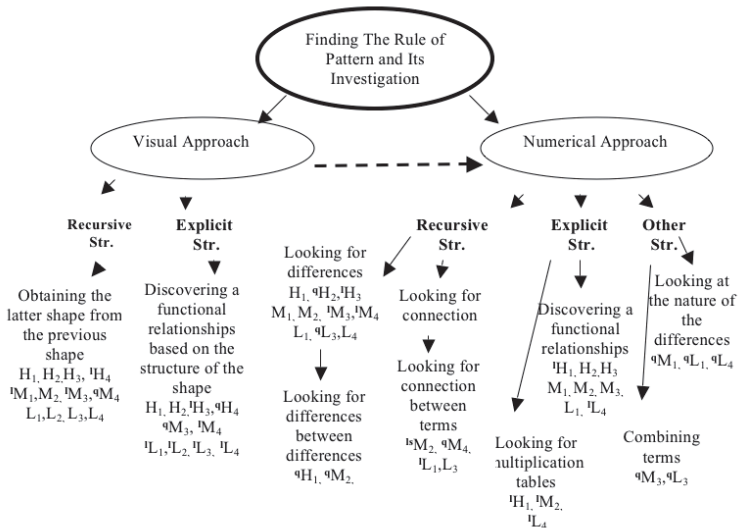 Finding The Rule of
Pattern and Its
Investigation
Visual Approach
Numerical Approach
Recursive
Str.
Explicit
Str.
Obtaining the
latter shape from
the previous
shape
H₁, H₂,H₃, ᴵH₄
ᴵM₁,M₂, ᴵM₃,ᑫM₄
L₁,L₂, L₃,L₄
Discovering a
functional
relationships
based on the
structure of the
shape
H₁, H₂,ᴵH₃,ᑫH₄
ᑫM₃, ᴵM₄
ᴵL₁,ᴵL₂, ᴵL₃, ᴵL₄
Recursive
Str.
Explicit
Str.
Other
Str.
Looking for
differences
H₁, ᑫH₂,ᴵH₃
M₁, M₂, ᴵM₃,ᴵM₄
L₁, ᑫL₃,L₄
Looking for
differences
between
differences
ᑫH₁, ᑫM₂,
Looking for
connection
Looking for
connection
between
terms
ᴵˢM₂, ᑫM₄,
ᴵL₁,L₃
Discovering a
functional
relationships
ᴵH₁, H₂,H₃
M₁, M₂, M₃,
L₁, ᴵL₄
Looking for
multiplication
tables
ᴵH₁, ᴵM₂,
ᴵL₄
Looking at
the nature of
the
differences
ᑫM₁, ᑫL₁, ᑫL₄
Combining
terms
ᑫM₃,ᑫL₃